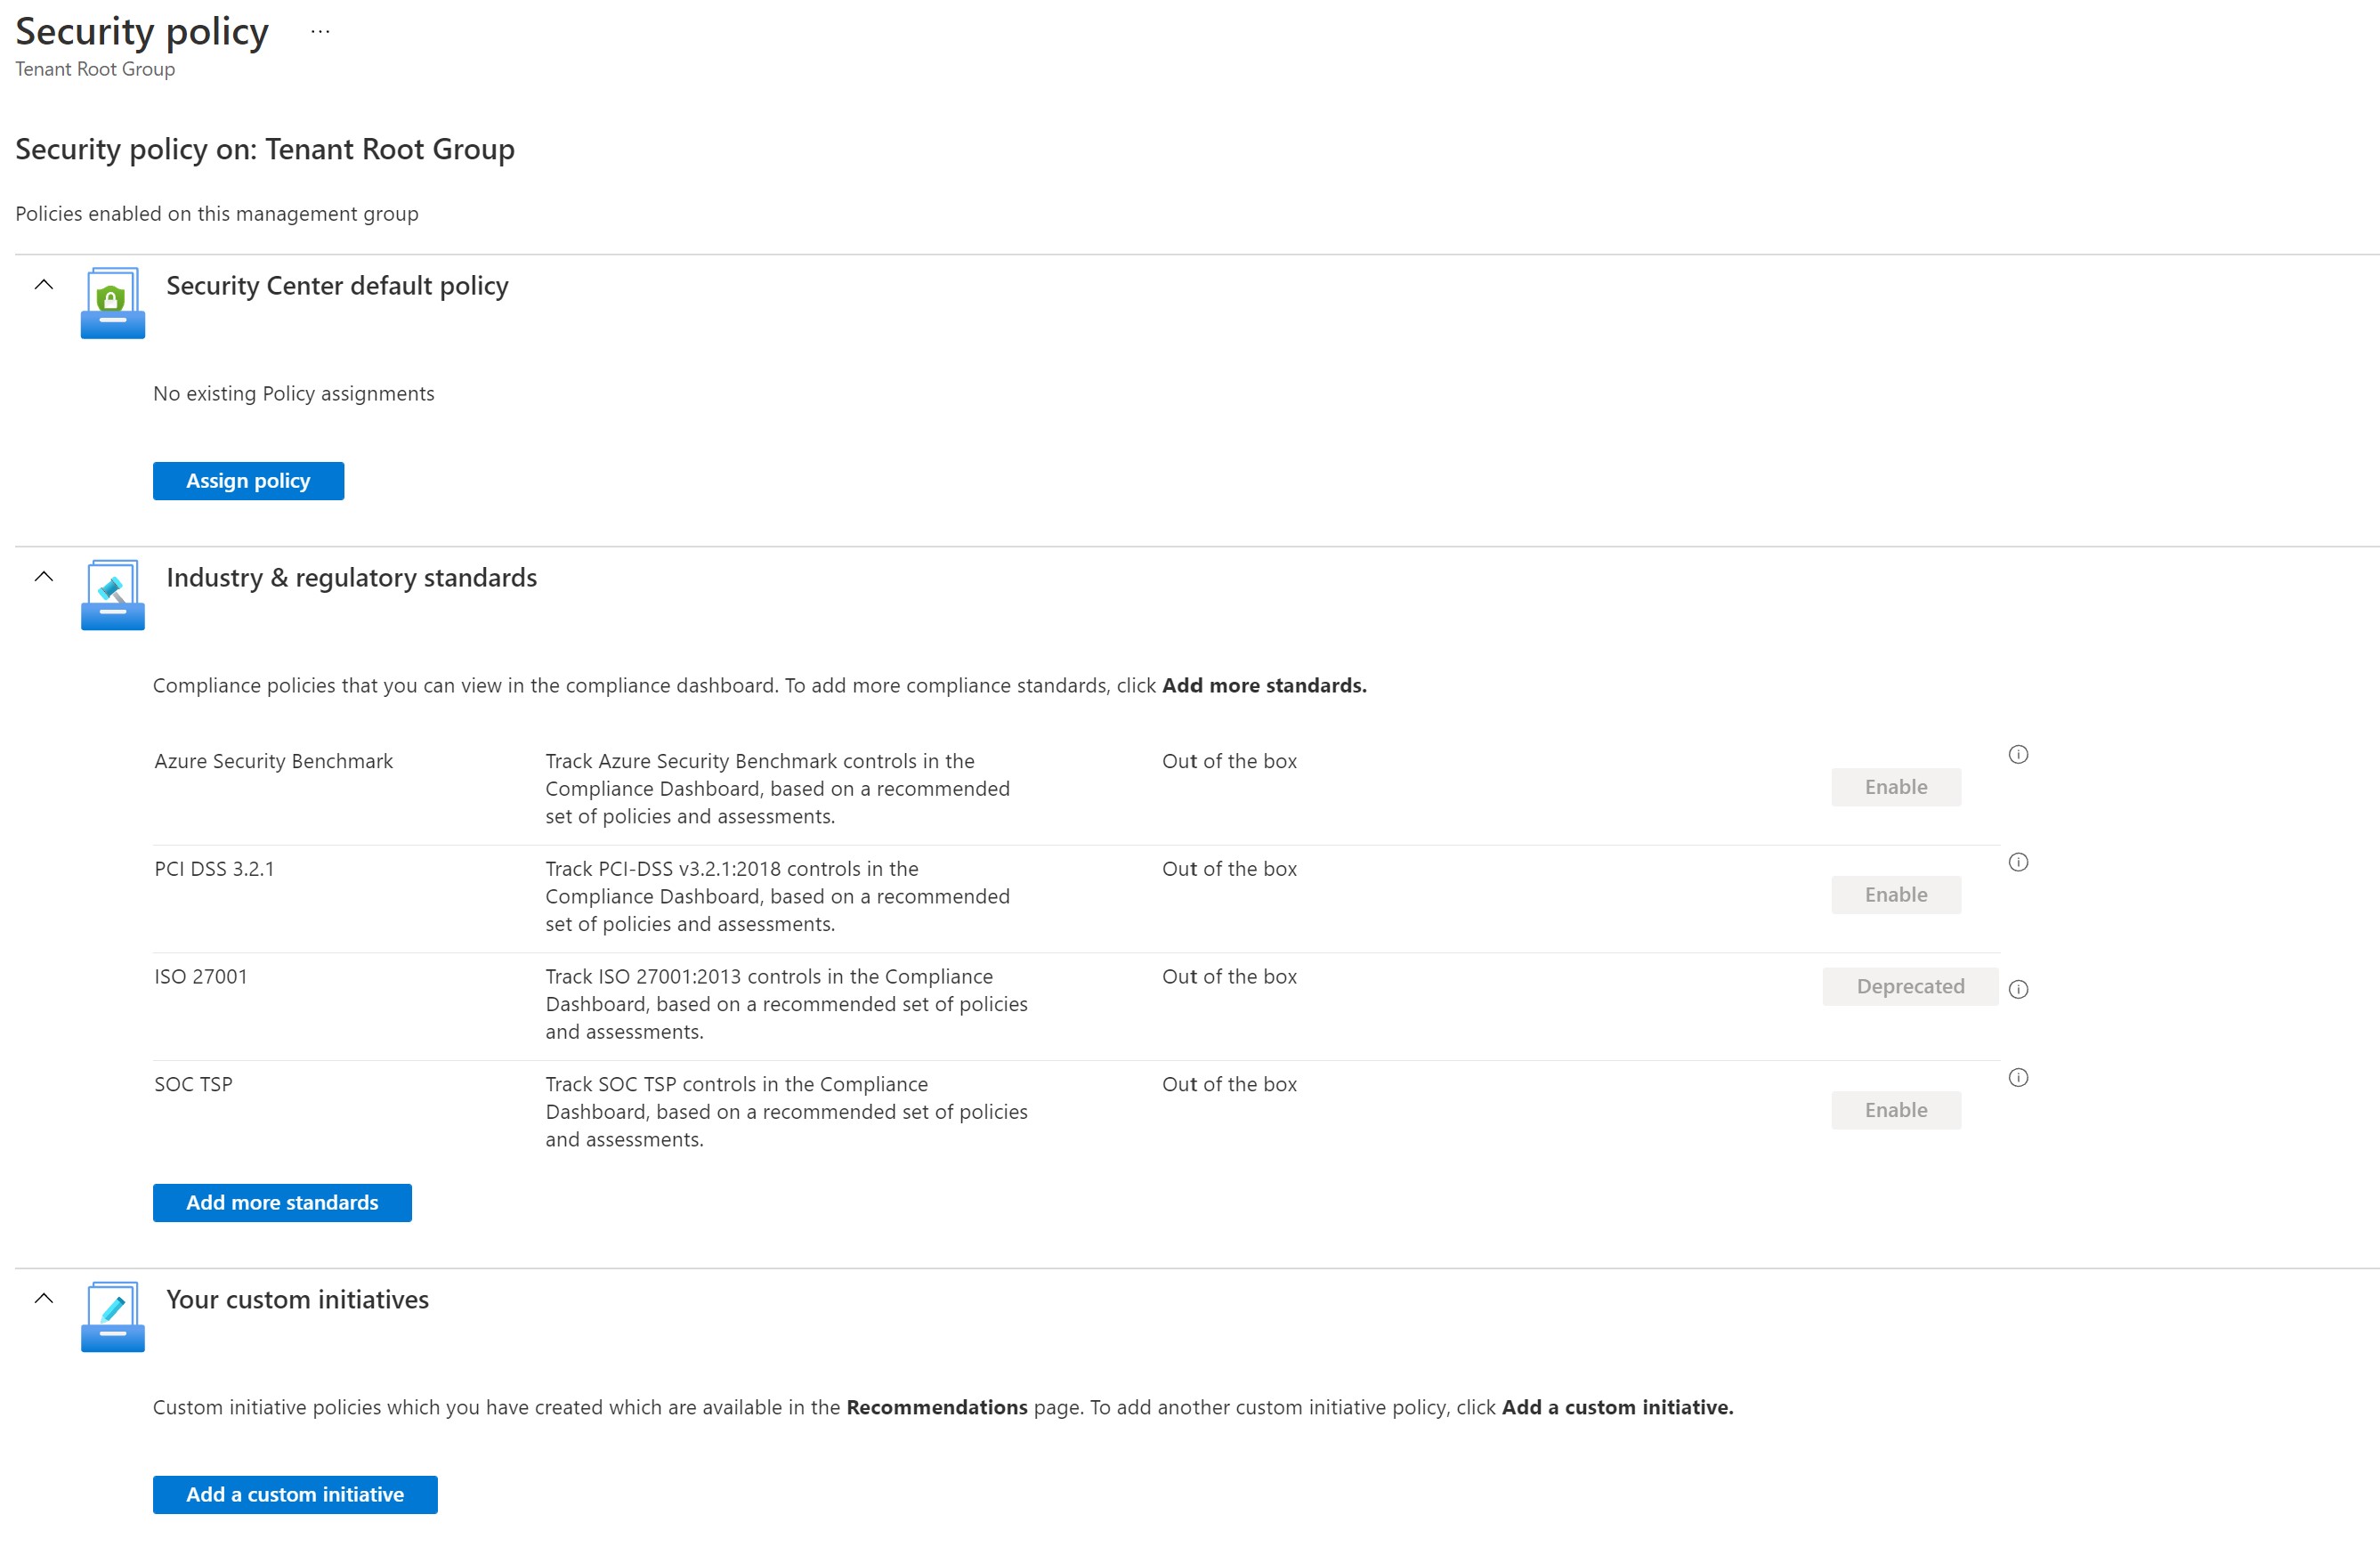 Security policy ...
Tenant Root Group
Security policy on: Tenant Root Group
Policies enabled on this management group
Security Center default policy
No existing Policy assignments
Assign policy
Industry & regulatory standards
Compliance policies that you can view in the compliance dashboard. To add more compliance standards, click Add more standards.
Azure Security Benchmark
Track Azure Security Benchmark controls in the
Compliance Dashboard, based on a recommended
set of policies and assessments.
Out of the box
Enable
PCI DSS 3.2.1
Track PCI-DSS v3.2.1:2018 controls in the
Compliance Dashboard, based on a recommended
set of policies and assessments.
Out of the box
Enable
ISO 27001
Track ISO 27001:2013 controls in the Compliance
Dashboard, based on a recommended set of policies
and assessments.
Out of the box
Deprecated
SOC TSP
Track SOC TSP controls in the Compliance
Dashboard, based on a recommended set of policies
and assessments.
Out of the box
Enable
Add more standards
Your custom initiatives
Custom initiative policies which you have created which are available in the Recommendations page. To add another custom initiative policy, click Add a custom initiative.
Add a custom initiative